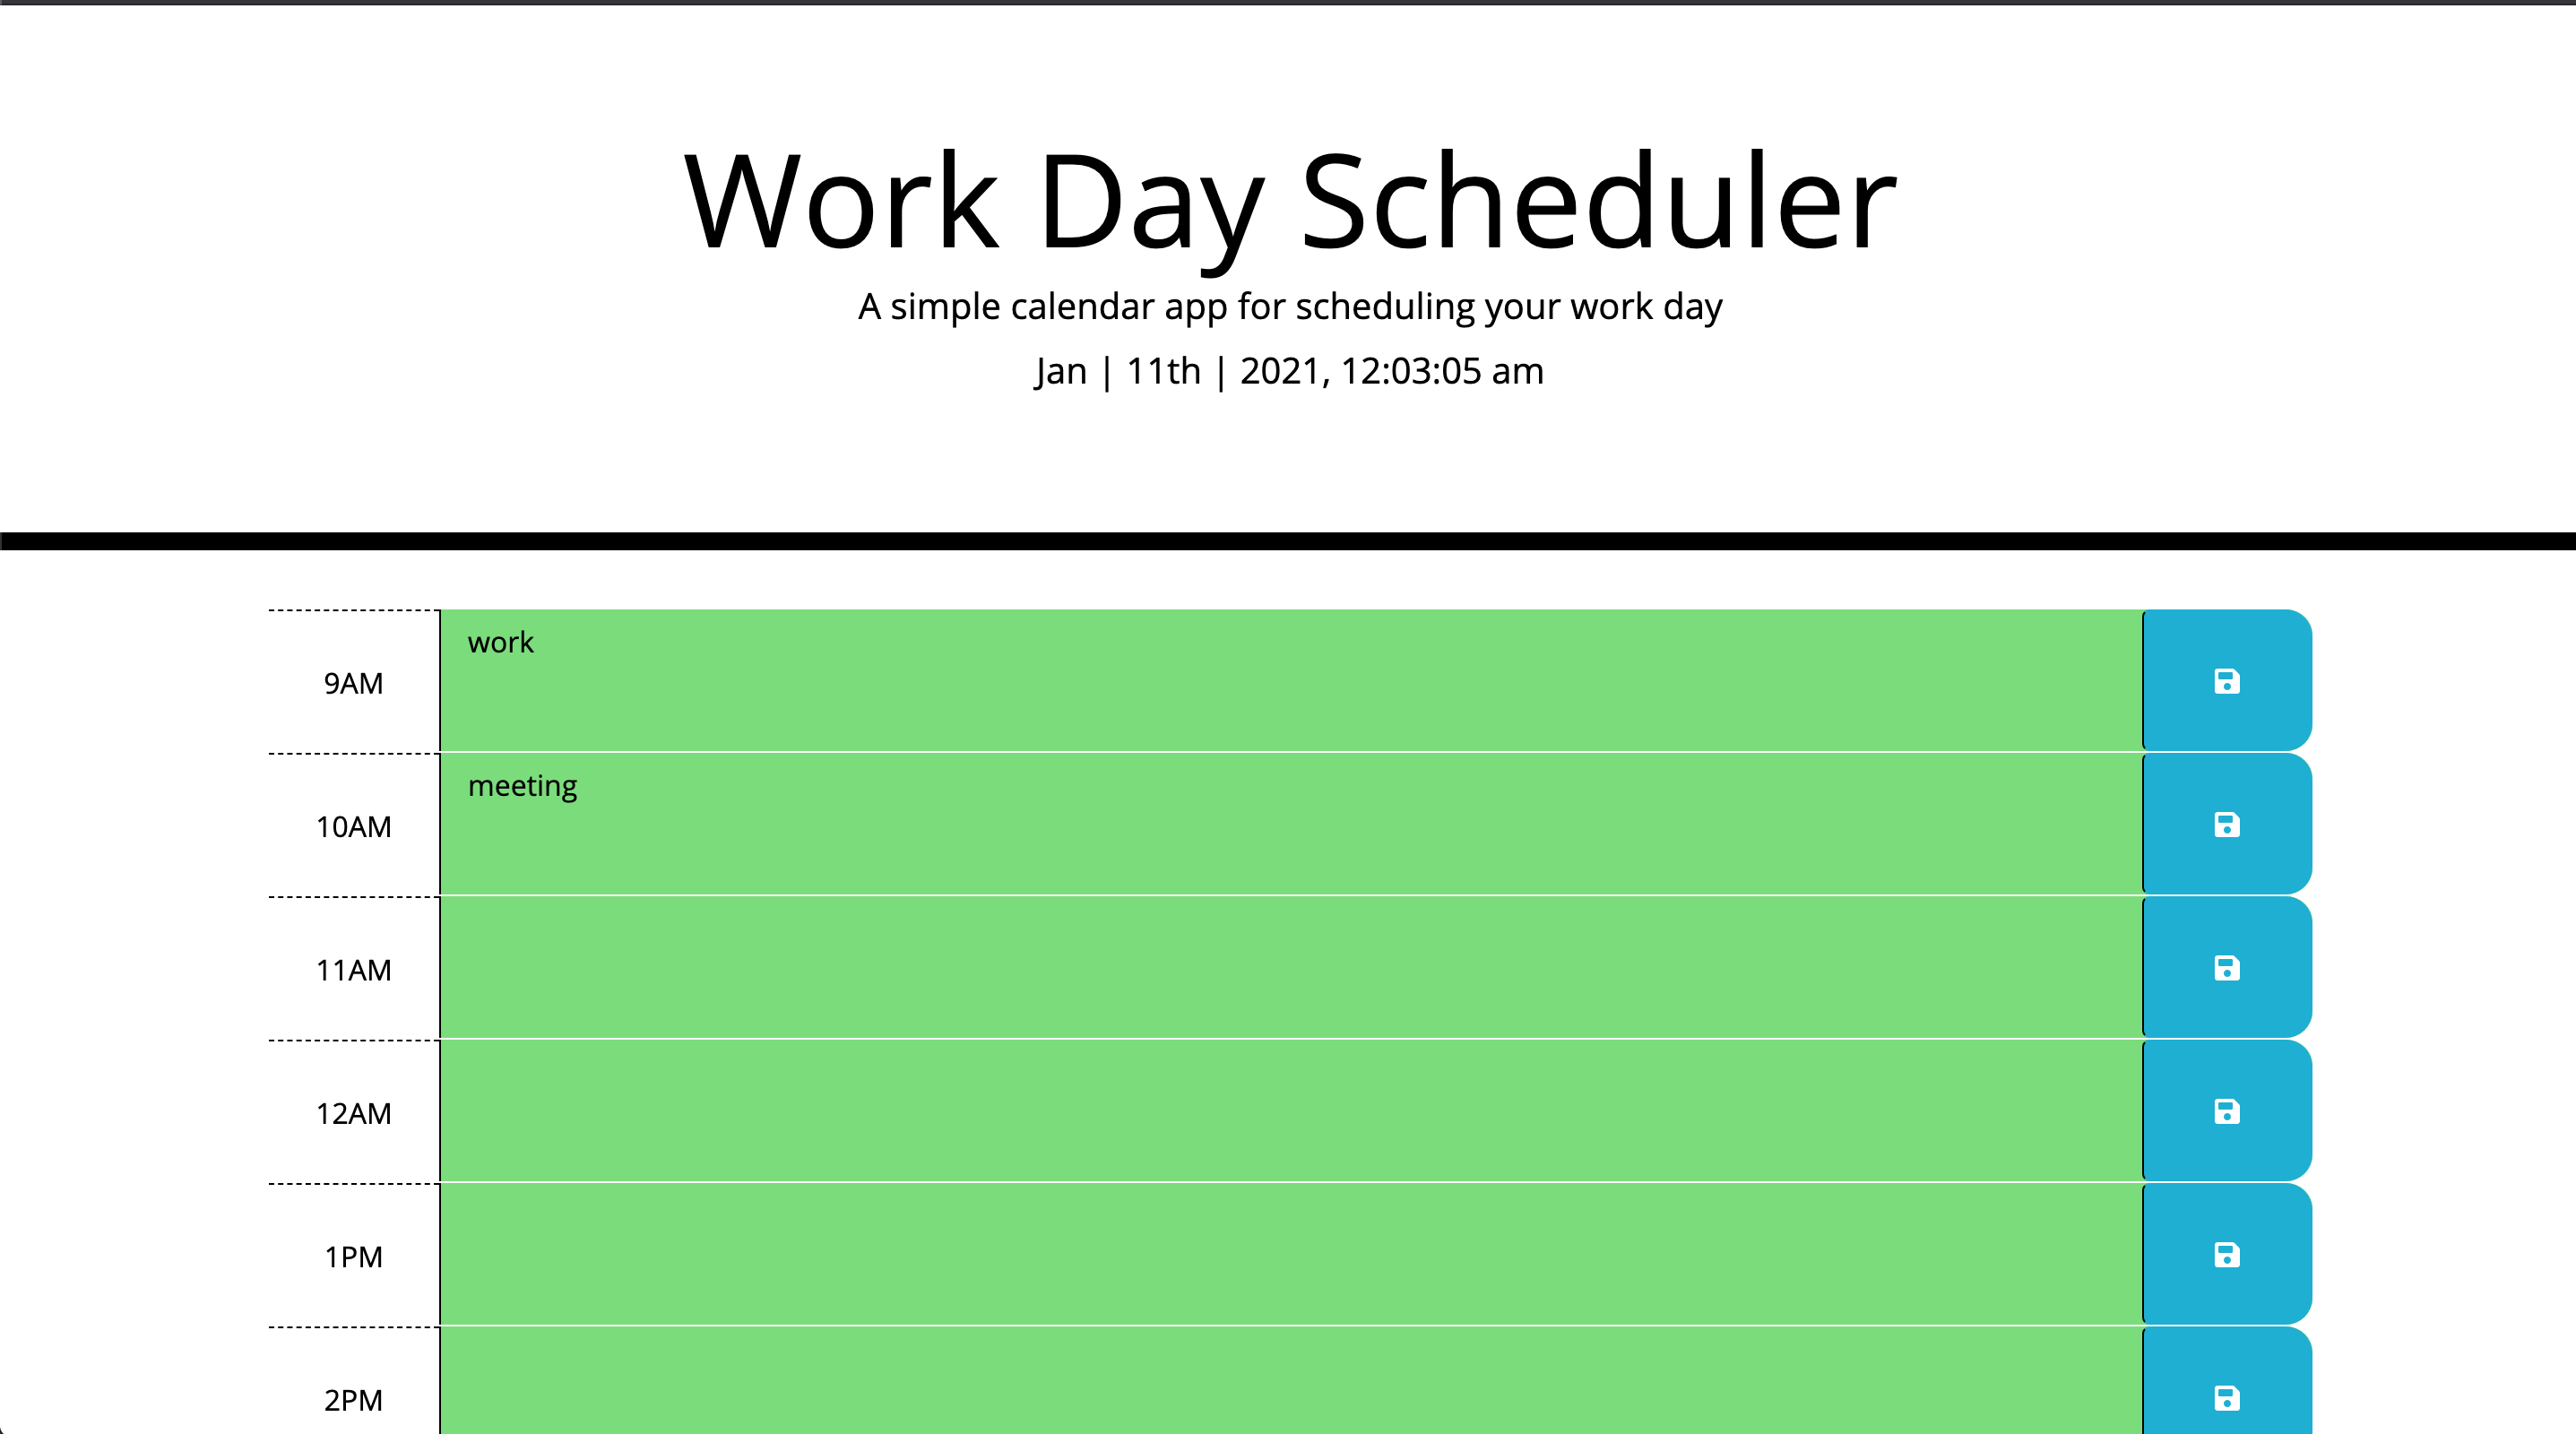 Work Day Scheduler
A simple calendar app for scheduling your work day
Jan | 11th | 2021, 12:03:05 am
9AM
work
10AM
meeting
11AM
12AM
1PM
2PM